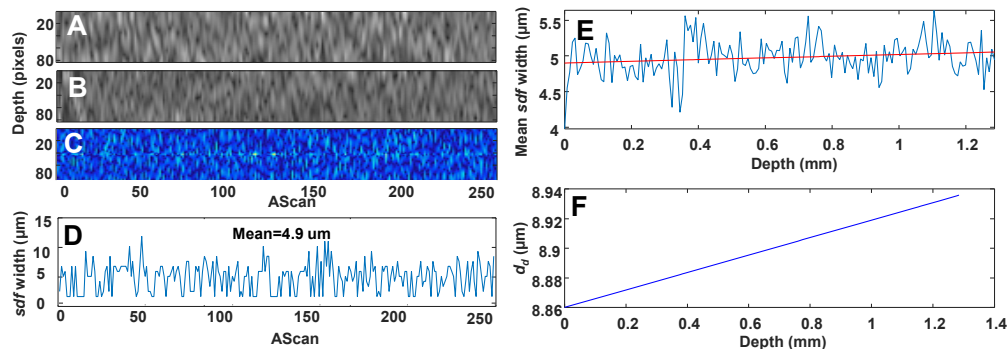 A
20
80
B
20
80
Depth (pixels)
C
20
80
0 50 100 150 200 250
AScan
D
Mean=4.9 um
15
10
5
0
sdf width (μm)
0 50 100 150 200 250
AScan
E
5.5
5
4.5
4
Mean sdf width (μm)
0 0.2 0.4 0.6 0.8 1 1.2
Depth (mm)
F
8.94
8.92
8.9
8.88
8.86
d_d (μm)
0 0.2 0.4 0.6 0.8 1 1.2 1.4
Depth (mm)